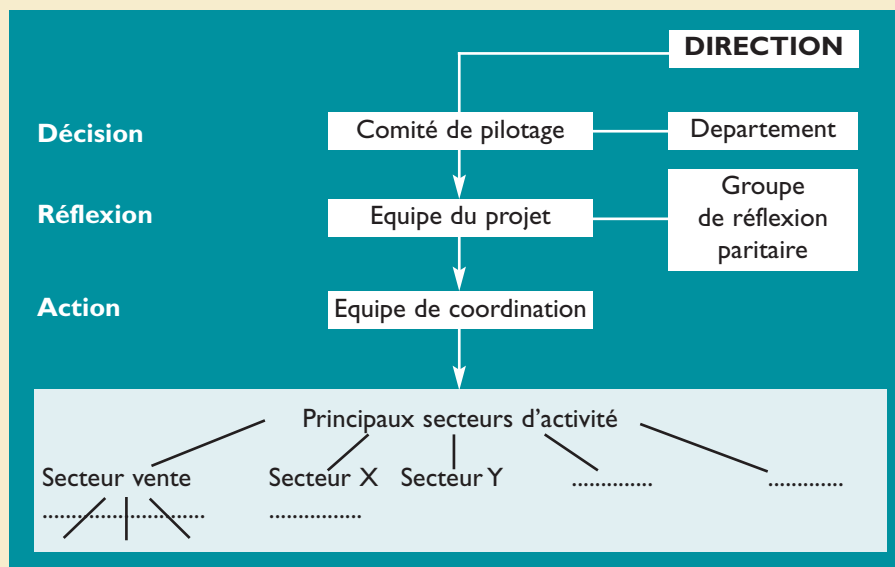 DIRECTION
Décision
Comité de pilotage
Departement
Réflexion
Equipe du projet
Groupe
de réflexion
paritaire
Action
Equipe de coordination
Principaux secteurs d'activité
Secteur vente
Secteur X
Secteur Y
..............
.............
............................
................